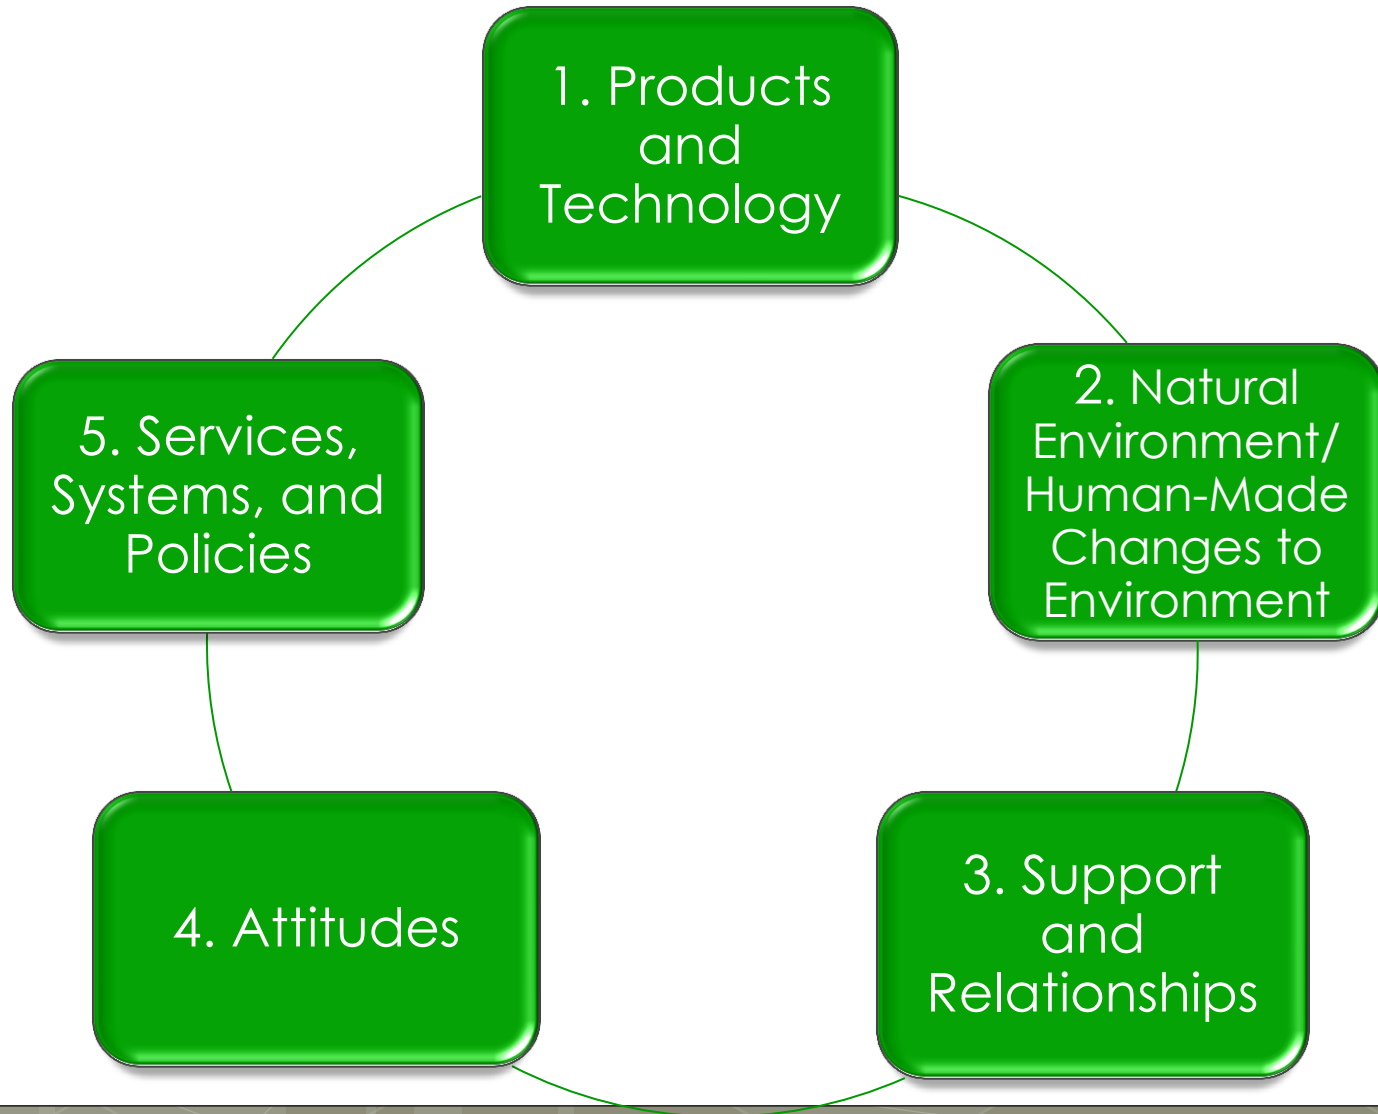 1. Products
and
Technology
2. Natural
Environment/
Human-Made
Changes to
Environment
3. Support
and
Relationships
4. Attitudes
5. Services,
Systems, and
Policies